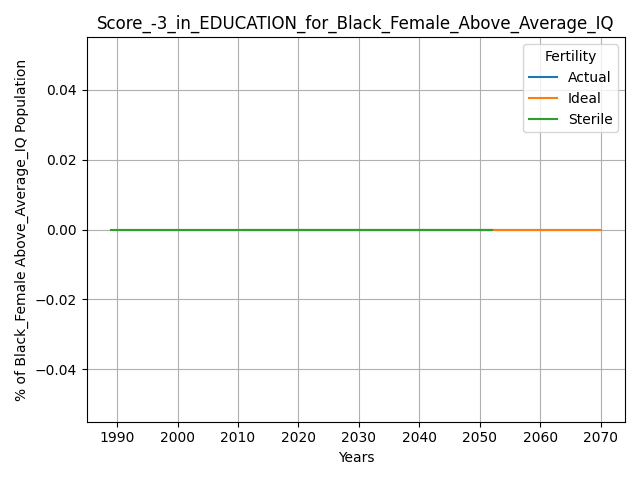 Score_-3_in_EDUCATION_for_Black_Female_Above_Average_IQ
Fertility
Actual
Ideal
Sterile
% of Black_Female Above_Average_IQ Population
0.04
0.02
0.00
−0.02
−0.04
1990 2000 2010 2020 2030 2040 2050 2060 2070
Years